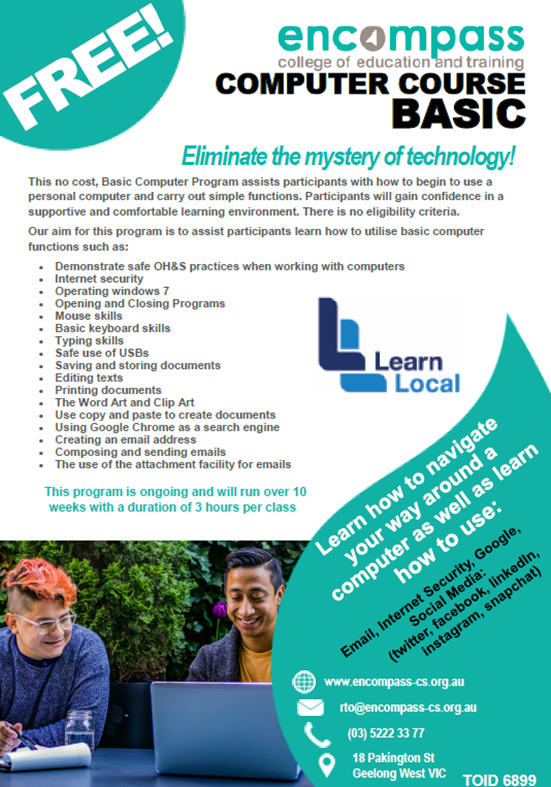 FREE!
encompass
college of education and training
COMPUTER COURSE
BASIC
Eliminate the mystery of technology!
This no cost, Basic Computer Program assists participants with how to begin to use a
personal computer and carry out simple functions. Participants will gain confidence in a
supportive and comfortable learning environment. There is no eligibility criteria.
Our aim for this program is to assist participants learn how to utilise basic computer
functions such as:
• Demonstrate safe OH&S practices when working with computers
• Internet security
• Operating windows 7
• Opening and Closing Programs
• Mouse skills
• Basic keyboard skills
• Typing skills
• Safe use of USBs
• Saving and storing documents
• Editing texts
• Printing documents
• The Word Art and Clip Art
• Use copy and paste to create documents
• Using Google Chrome as a search engine
• Creating an email address
• Composing and sending emails
• The use of the attachment facility for emails
Learn
Local
This program is ongoing and will run over 10
weeks with a duration of 3 hours per class
Learn how to navigate
your way around a
computer as well as learn
how to use:
Email, Internet Security, Google,
Social Media:
(twitter, facebook, linkedIn,
instagram, snapchat)
www.encompass-cs.org.au
rto@encompass-cs.org.au
(03) 5222 33 77
18 Pakington St
Geelong West VIC
TOID 6899